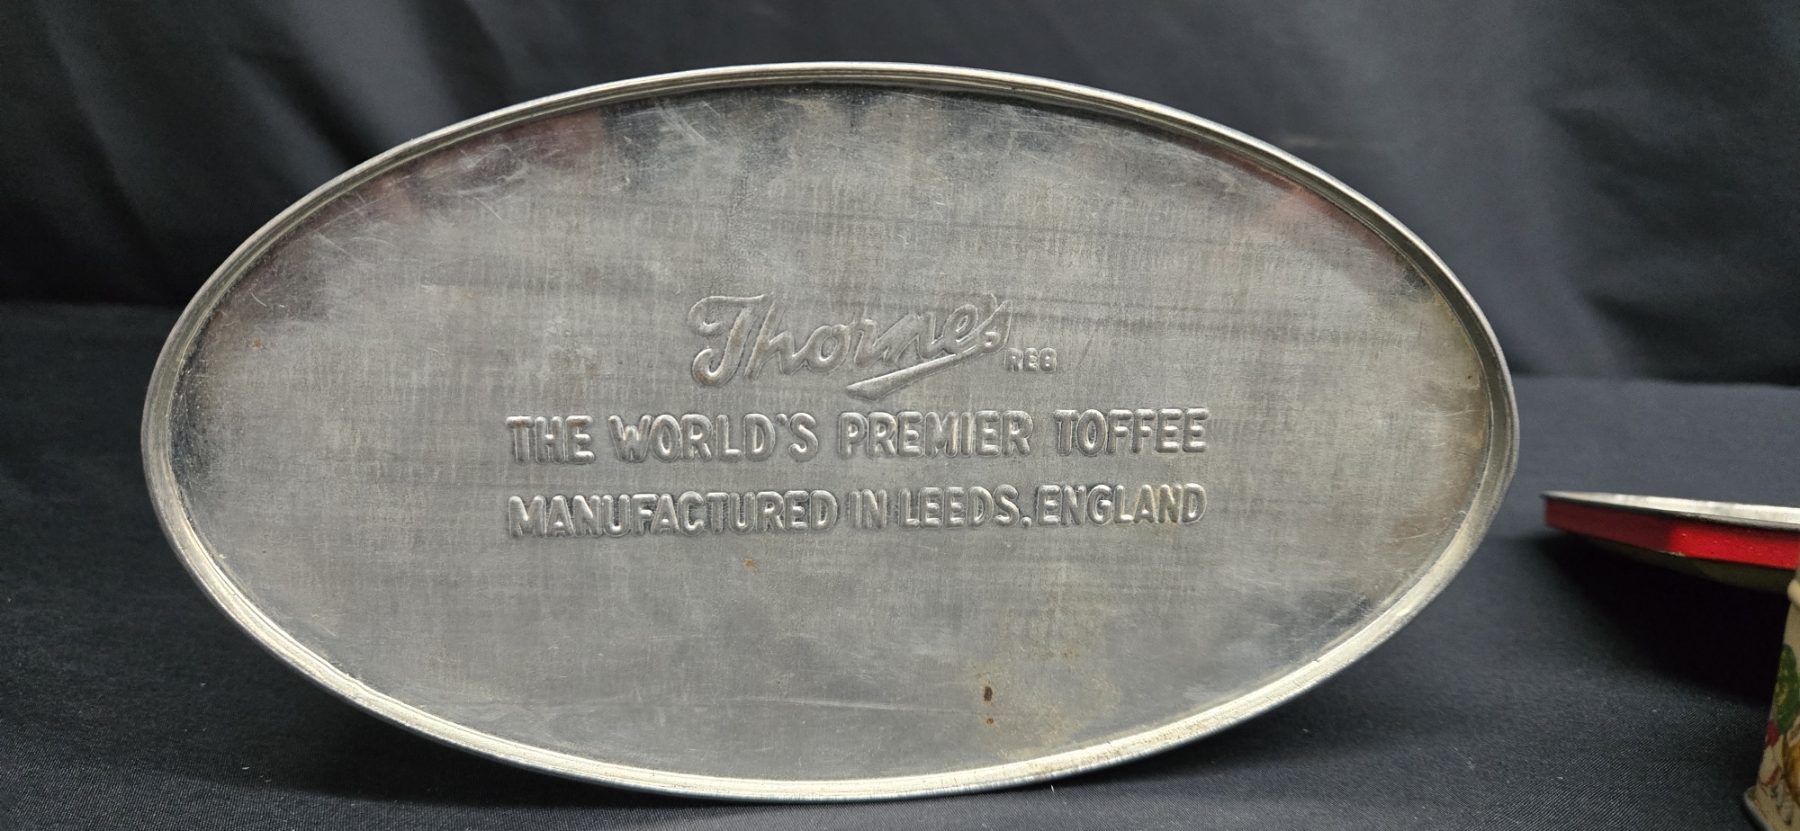 Thorne's REG
THE WORLD'S PREMIER TOFFEE
MANUFACTURED IN LEEDS. ENGLAND